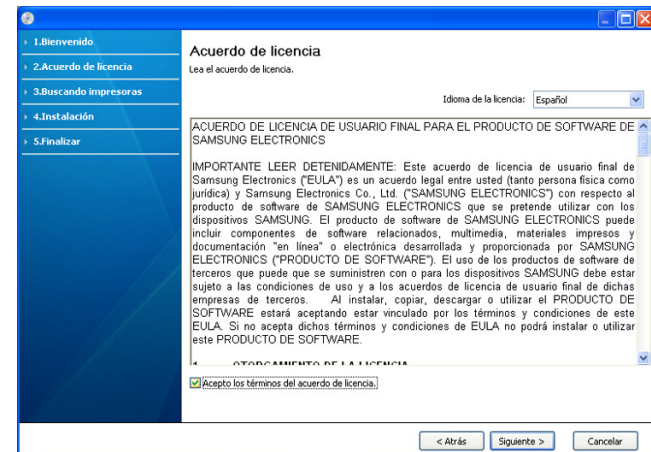 1.Bienvenido
2.Acuerdo de licencia
3.Buscando impresoras
4.Instalación
5.Finalizar
Acuerdo de licencia
Lea el acuerdo de licencia.
Idioma de la licencia: Español
ACUERDO DE LICENCIA DE USUARIO FINAL PARA EL PRODUCTO DE SOFTWARE DE
SAMSUNG ELECTRONICS
IMPORTANTE LEER DETENIDAMENTE: Este acuerdo de licencia de usuario final de
Samsung Electronics ("EULA") es un acuerdo legal entre usted (tanto persona física como
jurídica) y Samsung Electronics Co., Ltd. ("SAMSUNG ELECTRONICS") con respecto al
producto de software de SAMSUNG ELECTRONICS que se pretende utilizar con los
dispositivos SAMSUNG. El producto de software de SAMSUNG ELECTRONICS puede
incluir componentes de software relacionados, multimedia, materiales impresos y
documentación "en línea" o electrónica desarrollada y proporcionada por SAMSUNG
ELECTRONICS ("PRODUCTO DE SOFTWARE"). El uso de los productos de software de
terceros que puede que se suministren con o para los dispositivos SAMSUNG debe estar
sujeto a las condiciones de uso y a los acuerdos de licencia de usuario final de dichas
empresas de terceros. Al instalar, copiar, descargar o utilizar el PRODUCTO DE
SOFTWARE estará aceptando estar vinculado por los términos y condiciones de este
EULA. Si no acepta dichos términos y condiciones de EULA no podrá instalar o utilizar
este PRODUCTO DE SOFTWARE.
1. OTORGAMIENTO DE LA LICENCIA
Acepto los términos del acuerdo de licencia.
< Atrás
Siguiente >
Cancelar